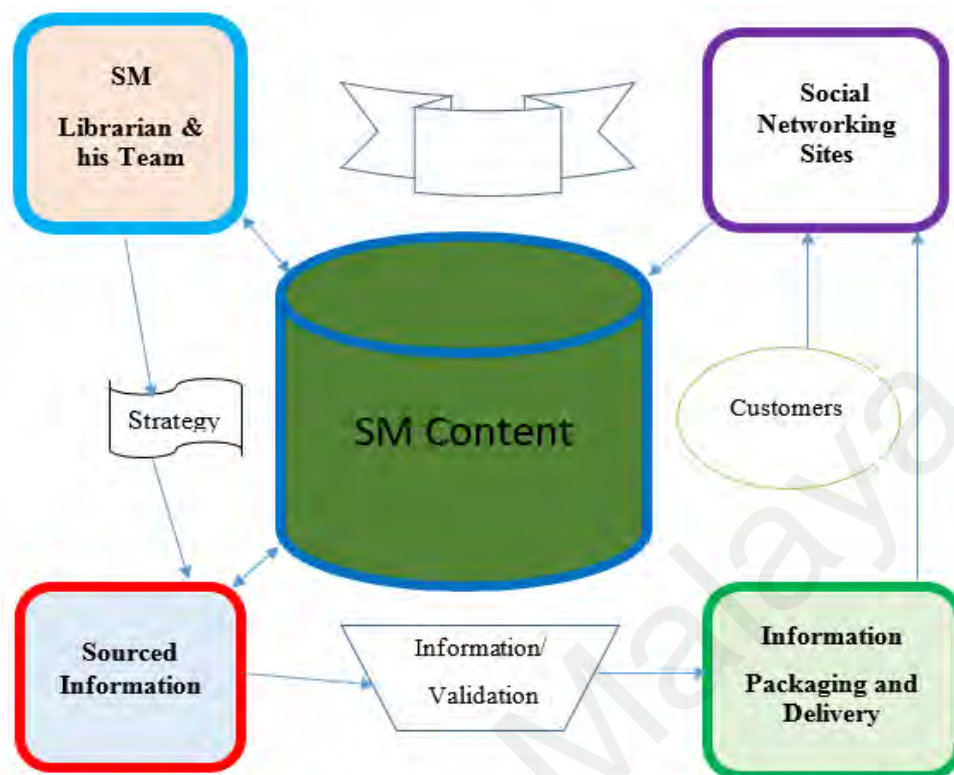 SM
Librarian &
his Team
Social
Networking
Sites
Strategy
SM Content
Customers
Sourced
Information
Information/
Validation
Information
Packaging and
Delivery
Malaya